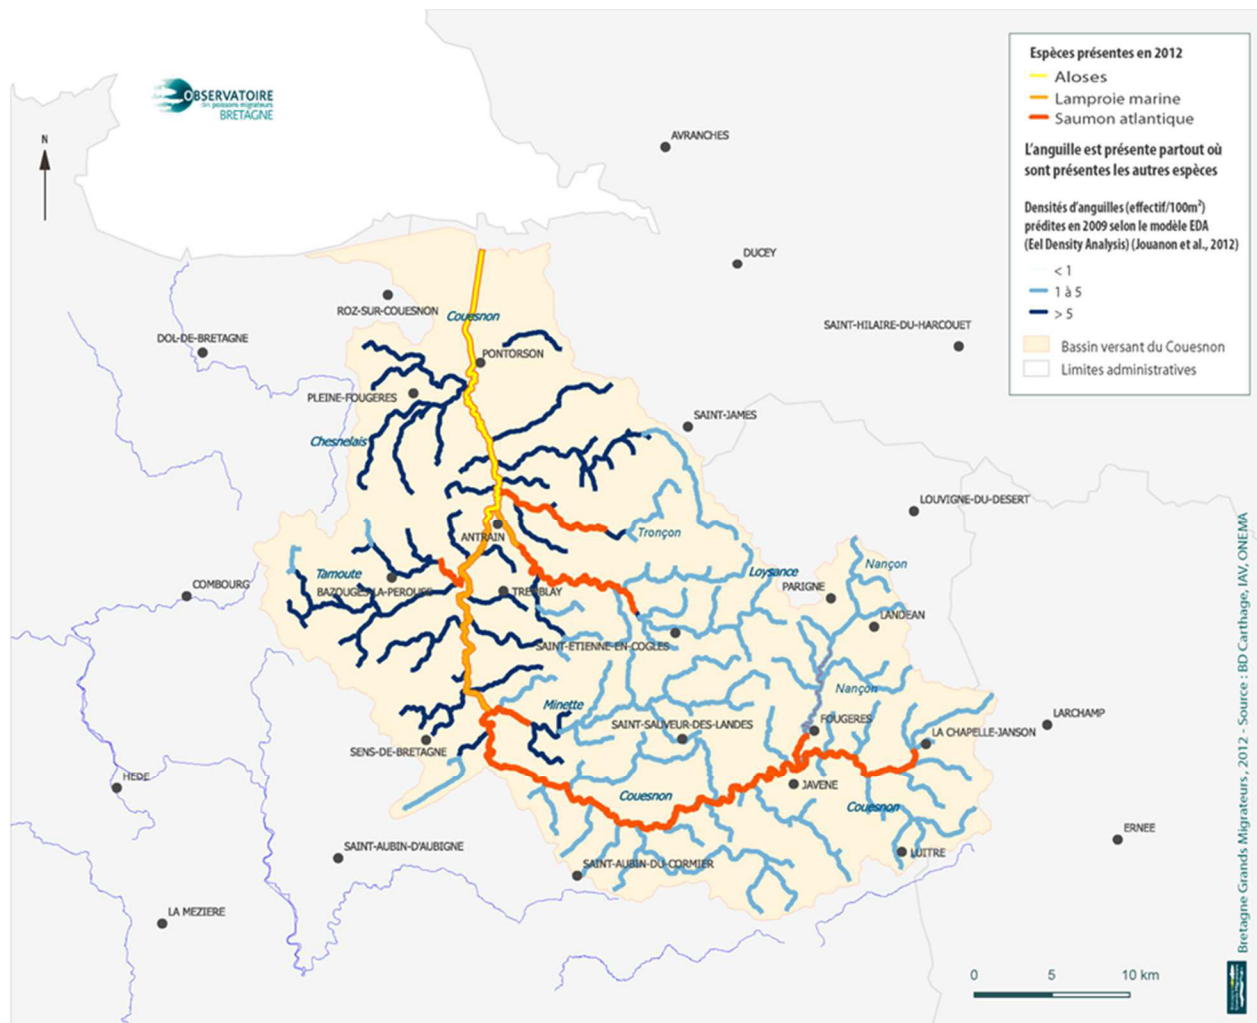 OBSERVATOIRE
des poissons migrateurs
BRETAGNE
N
Espèces présentes en 2012
Aloses
Lamproie marine
Saumon atlantique
L'anguille est présente partout où
sont présentes les autres espèces
Densités d'anguilles (effectif/100m²)
prédites en 2009 selon le modèle EDA
(Eel Density Analysis) (Jouanon et al., 2012)
< 1
1 à 5
> 5
Bassin versant du Couesnon
Limites administratives
AVRANCHES
DUCEY
ROZ-SUR-COUESNON
Couesnon
SAINT-HILAIRE-DU-HARCOUET
DOL-DE-BRETAGNE
PONTORSON
PLEINE-FOUGERES
SAINT-JAMES
Chesnelais
LOUVIGNE-DU-DESERT
ANTRAIN
Tronçon
Nançon
Tamoute
Loysance
COMBOURG
BAZOUGES-LA-PEROUSE
TREMBLAY
PARIGNE
LANDEAN
SAINT-ETIENNE-EN-COGLES
Nançon
Minette
LARCHAMP
SAINT-SAUVEUR-DES-LANDES
FOUGERES
LA CHAPELLE-JANSON
SENS-DE-BRETAGNE
HEDE
JAVENE
Couesnon
Couesnon
ERNEE
SAINT-AUBIN-D'AUBIGNE
LUITRE
SAINT-AUBIN-DU-CORMIER
LA MEZIERE
0 5 10 km
Bretagne Grands Migrateurs, 2012 - Source : BD Carthage, IAV, ONEMA